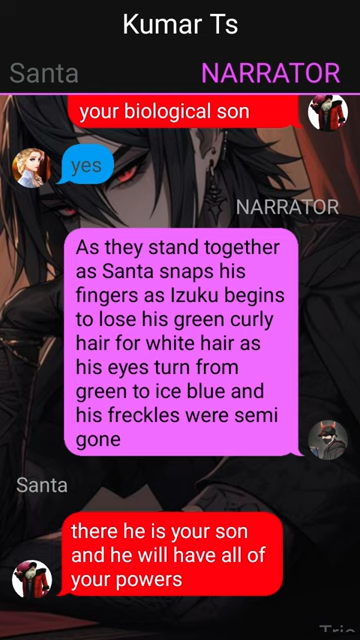 Kumar Ts
Santa
NARRATOR
your biological son
yes
NARRATOR
As they stand together
as Santa snaps his
fingers as Izuku begins
to lose his green curly
hair for white hair as
his eyes turn from
green to ice blue and
his freckles were semi
gone
Santa
there he is your son
and he will have all of
your powers